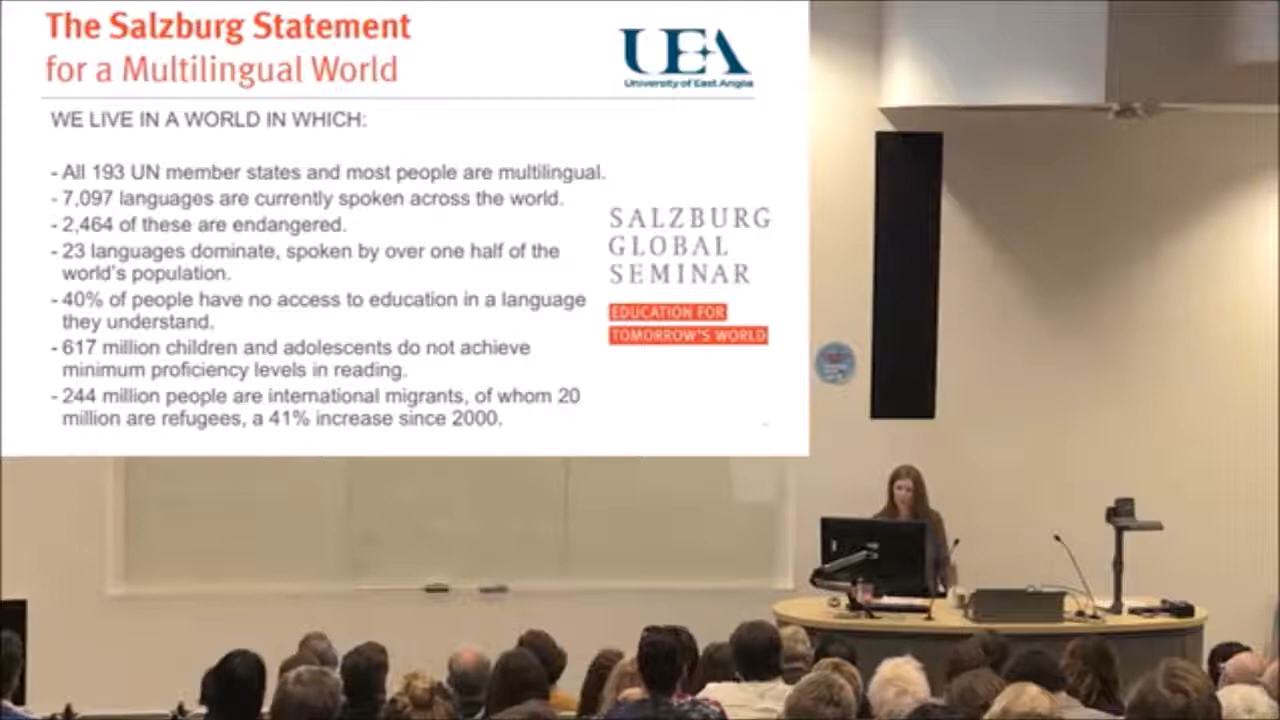 The Salzburg Statement
for a Multilingual World
UEA
University of East Anglia
WE LIVE IN A WORLD IN WHICH:
- All 193 UN member states and most people are multilingual.
- 7,097 languages are currently spoken across the world.
- 2,464 of these are endangered.
- 23 languages dominate, spoken by over one half of the
world's population.
- 40% of people have no access to education in a language
they understand.
- 617 million children and adolescents do not achieve
minimum proficiency levels in reading.
- 244 million people are international migrants, of whom 20
million are refugees, a 41% increase since 2000.
SALZBURG
GLOBAL
SEMINAR
EDUCATION FOR
TOMORROW'S WORLD